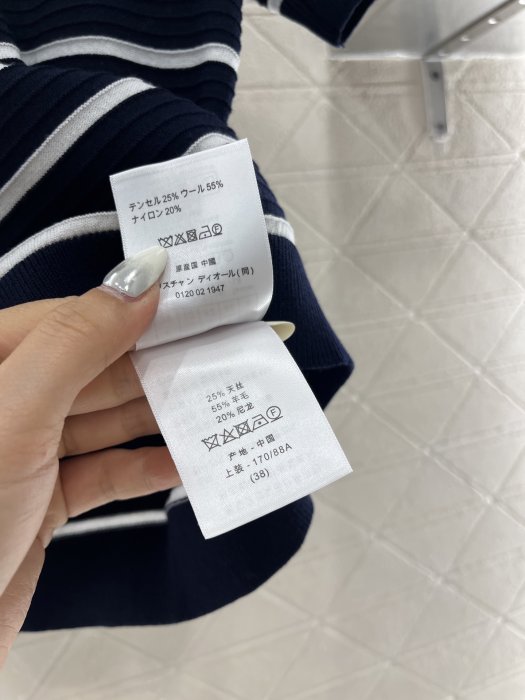 テンセル 25% ウール 55%
ナイロン 20%
原産国 中國
リスチャン ディオール(同)
0120 02 1947
25% 天丝
55% 羊毛
20% 尼龙
产地 - 中国
上装 - 170/88A
(38)